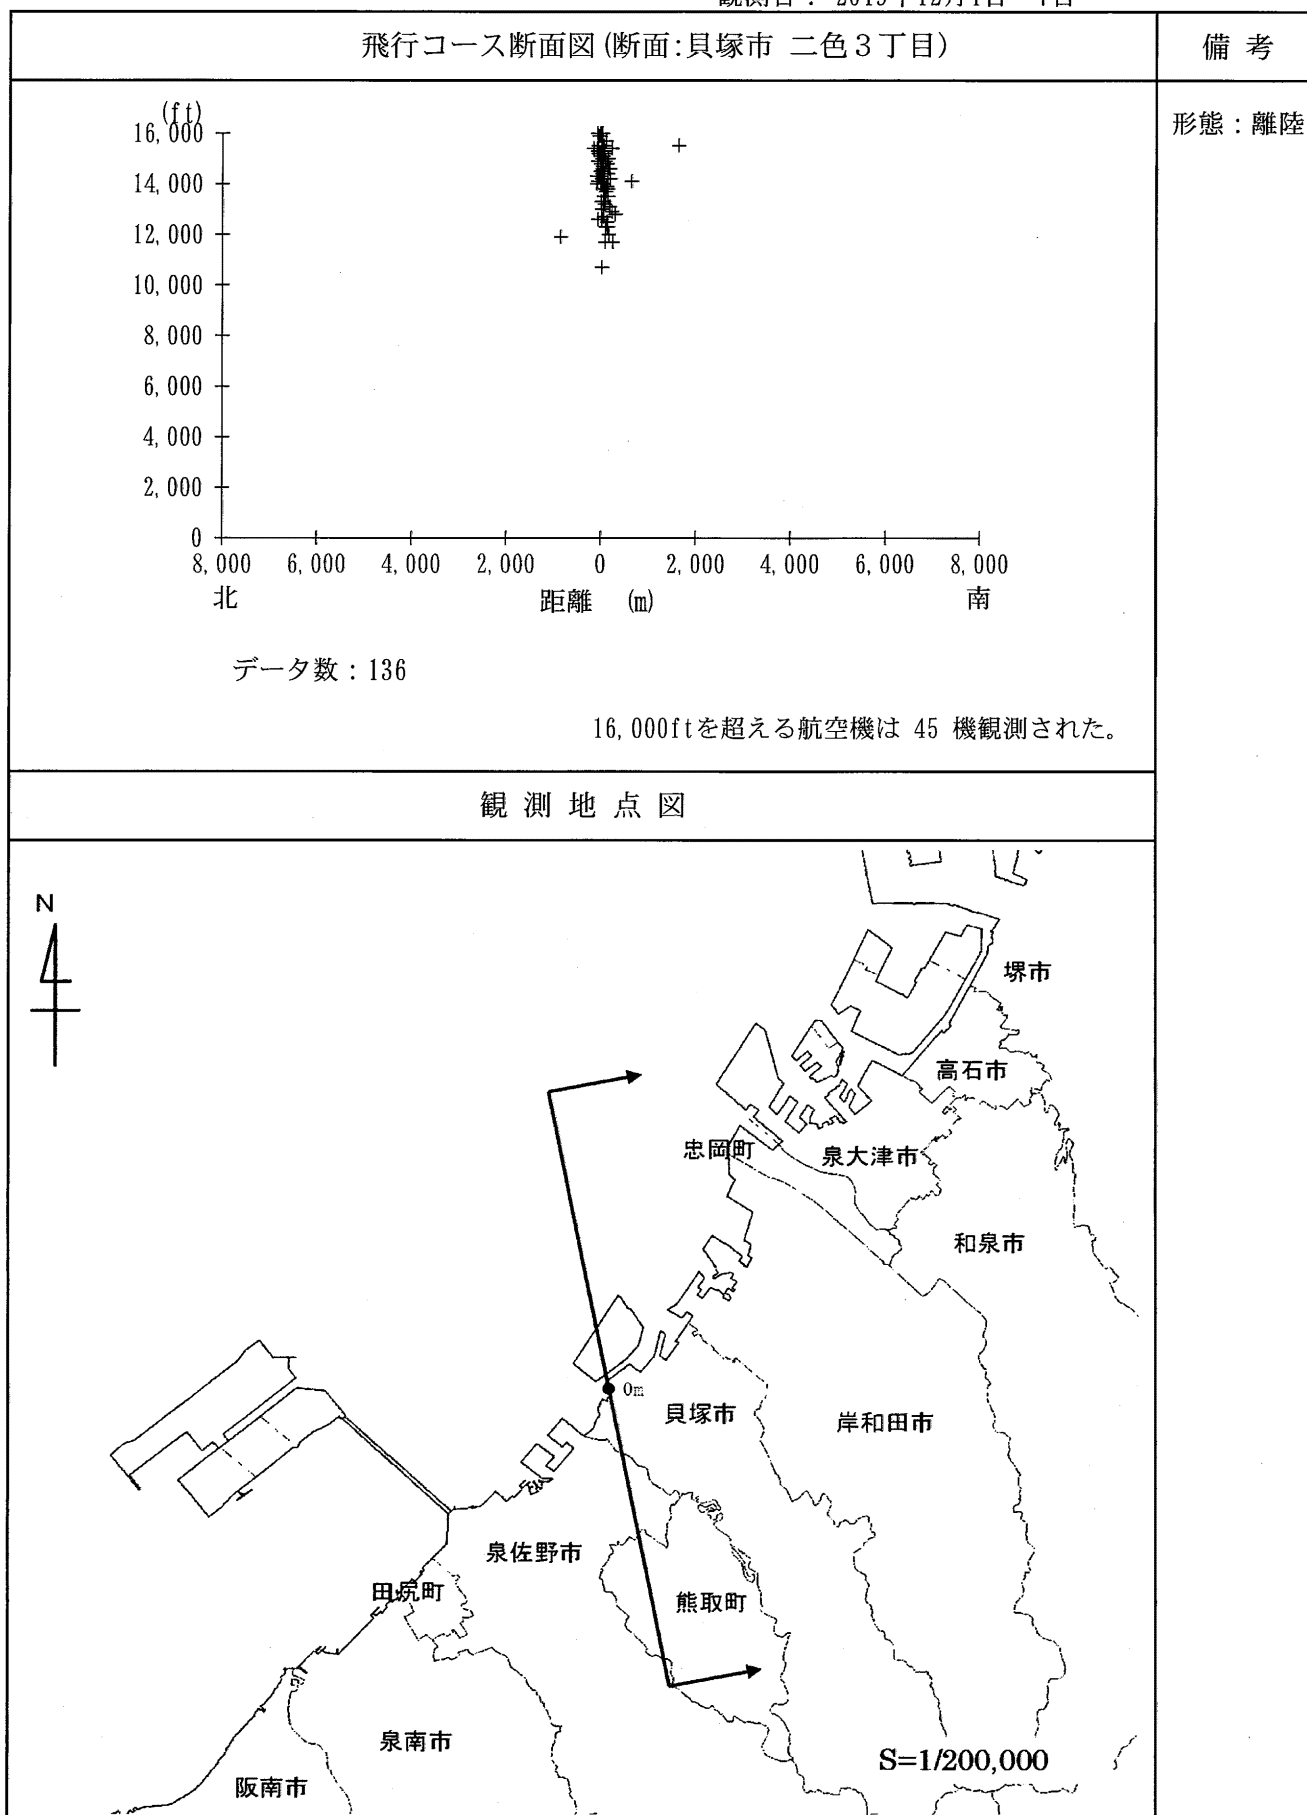 飛行コース断面図(断面:貝塚市 二色3丁目)
備 考
形態:離陸
(ft)
16,000
14,000
12,000
10,000
8,000
6,000
4,000
2,000
0
8,000 6,000 4,000 2,000 0 2,000 4,000 6,000 8,000
北 距離 (m) 南
データ数:136
16,000ftを超える航空機は 45 機観測された。
観 測 地 点 図
N
堺市
高石市
忠岡町
泉大津市
和泉市
0m
貝塚市
岸和田市
泉佐野市
田尻町
熊取町
泉南市
S=1/200,000
阪南市